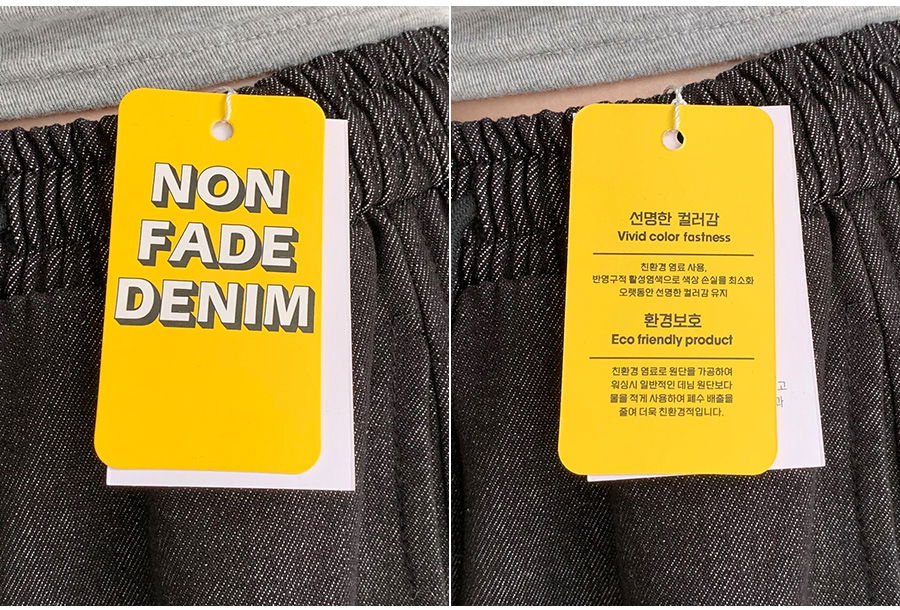 NON
FADE
DENIM
선명한 컬러감
Vivid color fastness
친환경 염료 사용,
반영구적 활성염색으로 색상 손실을 최소화
오랫동안 선명한 컬러감 유지
환경보호
Eco friendly product
친환경 염료로 원단을 가공하여
워싱시 일반적인 데님 원단보다
물을 적게 사용하여 폐수 배출을
줄여 더욱 친환경적입니다.
고